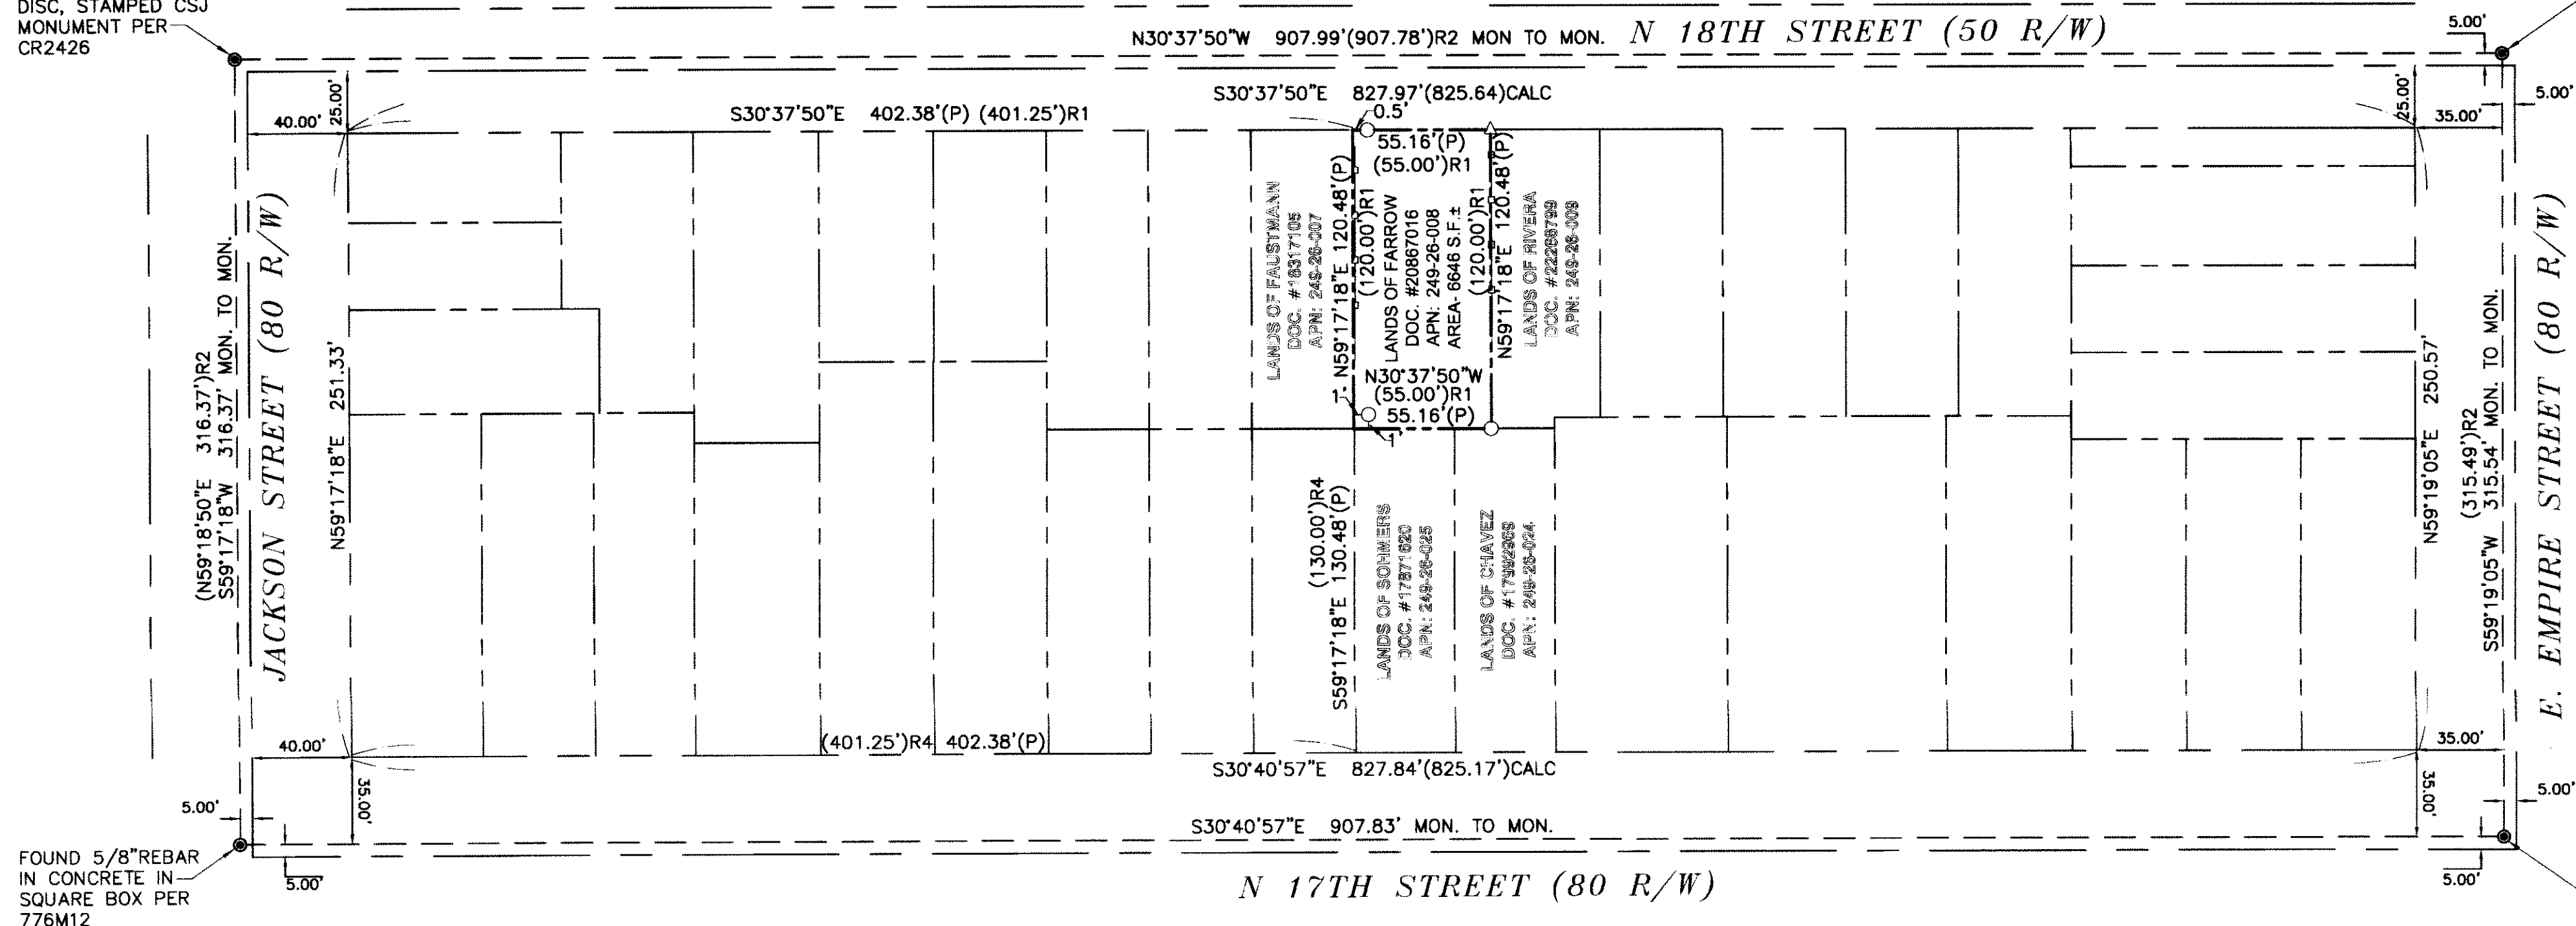 DISC, STAMPED CSJ
MONUMENT PER
CR2426
N30°37'50"W 907.99'(907.78')R2 MON TO MON.
N 18TH STREET (50 R/W)
5.00'
5.00'
25.00'
40.00'
S30°37'50"E 402.38'(P) (401.25')R1
S30°37'50"E 827.97'(825.64)CALC
0.5'
25.00'
35.00'
55.16'(P)
(55.00')R1
LANDS OF FAUSTMANN
DOC. #18317105
APN: 249-26-007
N59°17'18"E 120.48'(P)
(120.00')R1
LANDS OF FARROW
DOC. #20867016
APN: 249-26-008
AREA- 6646 S.F.±
(120.00')R1
N59°17'18"E 120.48'(P)
LANDS OF RIVERA
DOC. #22268799
APN: 249-26-009
N30°37'50"W
(55.00')R1
55.16'(P)
1'
1'
(N59°18'50"E 316.37')R2
S59°17'18"W 316.37' MON. TO MON.
JACKSON STREET (80 R/W)
N59°17'18"E 251.33'
(130.00')R4
S59°17'18"E 130.48'(P)
LANDS OF SOHMERS
DOC. #17871620
APN: 249-26-025
LANDS OF CHAVEZ
DOC. #17992969
APN: 249-26-024
N59°19'05"E 250.57'
(315.49')R2
S59°19'05"W 315.54' MON. TO MON.
E. EMPIRE STREET (80 R/W)
40.00'
(401.25')R4 402.38'(P)
S30°40'57"E 827.84'(825.17')CALC
35.00'
35.00'
35.00'
5.00'
5.00'
S30°40'57"E 907.83' MON. TO MON.
FOUND 5/8"REBAR
IN CONCRETE IN
SQUARE BOX PER
776M12
5.00'
N 17TH STREET (80 R/W)
5.00'